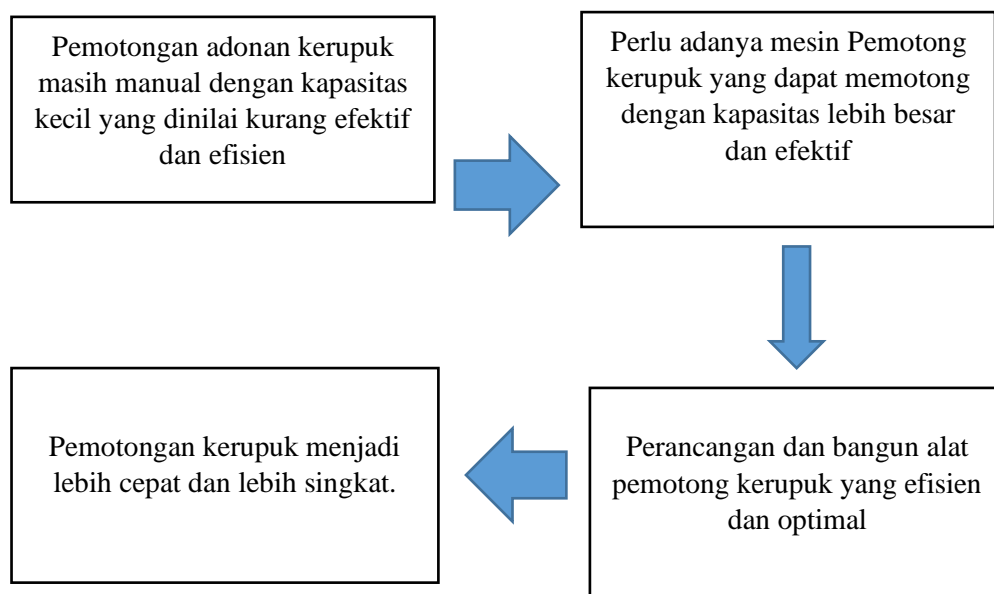 Pemotongan adonan kerupuk
masih manual dengan kapasitas
kecil yang dinilai kurang efektif
dan efisien
Perlu adanya mesin Pemotong
kerupuk yang dapat memotong
dengan kapasitas lebih besar
dan efektif
Perancangan dan bangun alat
pemotong kerupuk yang efisien
dan optimal
Pemotongan kerupuk menjadi
lebih cepat dan lebih singkat.